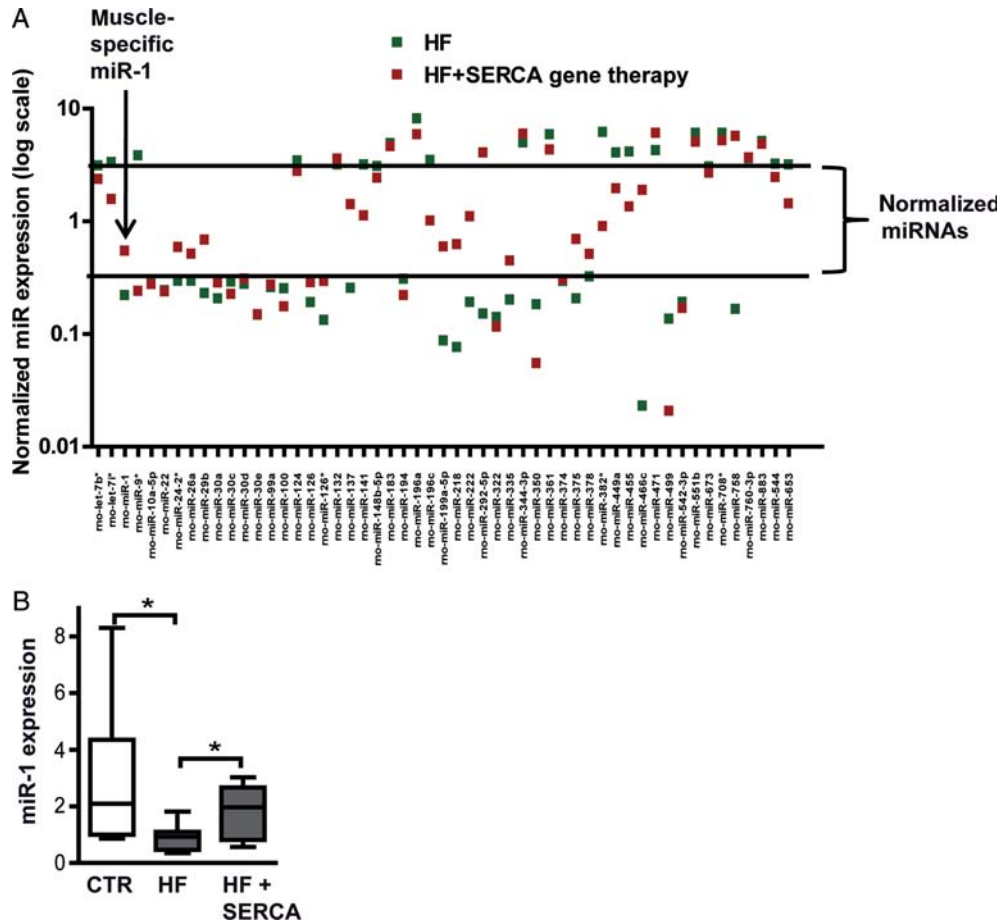 A
Muscle-
specific
miR-1
HF
HF+SERCA gene therapy
Normalized miR expression (log scale)
10
1
0.1
0.01
Normalized
miRNAs
rno-let-7b*
rno-let-7i*
rno-miR-1
rno-miR-9*
rno-miR-10a-5p
rno-miR-22
rno-miR-24-2*
rno-miR-26a
rno-miR-29b
rno-miR-30a
rno-miR-30c
rno-miR-30d
rno-miR-30e
rno-miR-99a
rno-miR-100
rno-miR-124
rno-miR-126
rno-miR-126*
rno-miR-132
rno-miR-137
rno-miR-141
rno-miR-148b-5p
rno-miR-183
rno-miR-194
rno-miR-196a
rno-miR-196c
rno-miR-199a-5p
rno-miR-218
rno-miR-222
rno-miR-292-5p
rno-miR-322
rno-miR-335
rno-miR-344-3p
rno-miR-350
rno-miR-361
rno-miR-374
rno-miR-375
rno-miR-378
rno-miR-382*
rno-miR-49a
rno-miR-455
rno-miR-466c
rno-miR-471
rno-miR-499
rno-miR-542-3p
rno-miR-551b
rno-miR-673
rno-miR-708*
rno-miR-758
rno-miR-760-3p
rno-miR-883
rno-miR-544
rno-miR-653
B
miR-1 expression
8
6
4
2
0
*
*
CTR
HF
HF +
SERCA